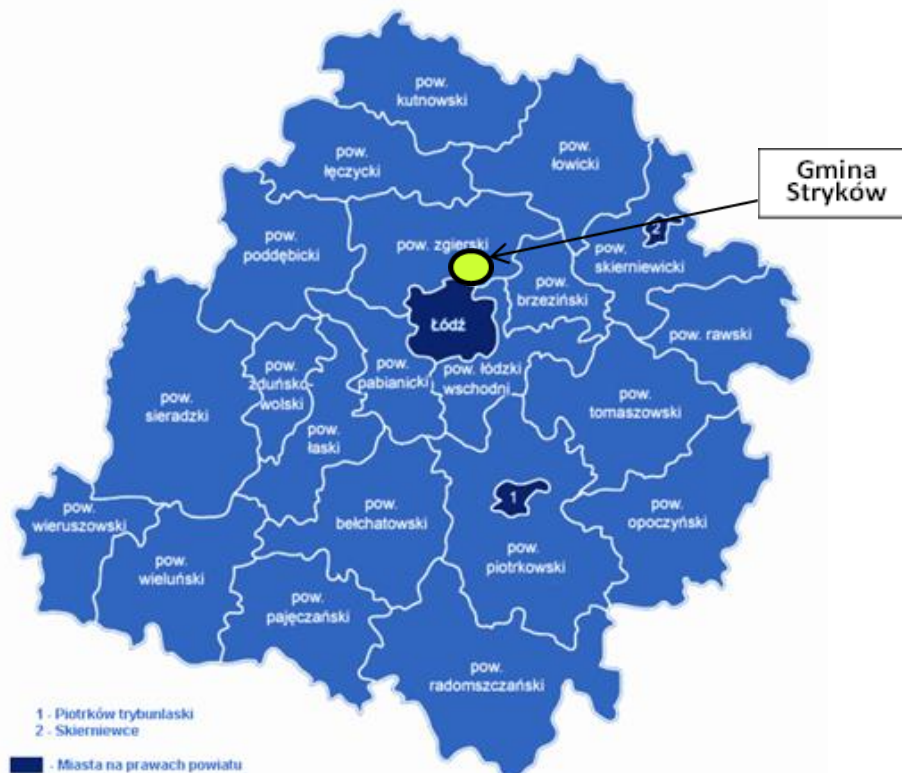 pow.
kutnowski
pow.
łowicki
pow.
łęczycki
Gmina
Stryków
2
pow.
poddębicki
pow. zgierski
pow.
skierniewicki
pow.
brzeziński
Łódź
pow. rawski
pow.
zduńsko-
wolski
pow.
pabianicki
pow. łódzki
wschodni
pow.
sieradzki
pow.
tomaszowski
pow.
łaski
1
pow.
wieruszowski
pow.
bełchatowski
pow.
opoczyński
pow.
wieluński
pow.
piotrkowski
pow.
pajęczański
pow.
radomszczański
1 - Piotrków trybunlaski
2 - Skierniewce
- Miasta na prawach powiatu